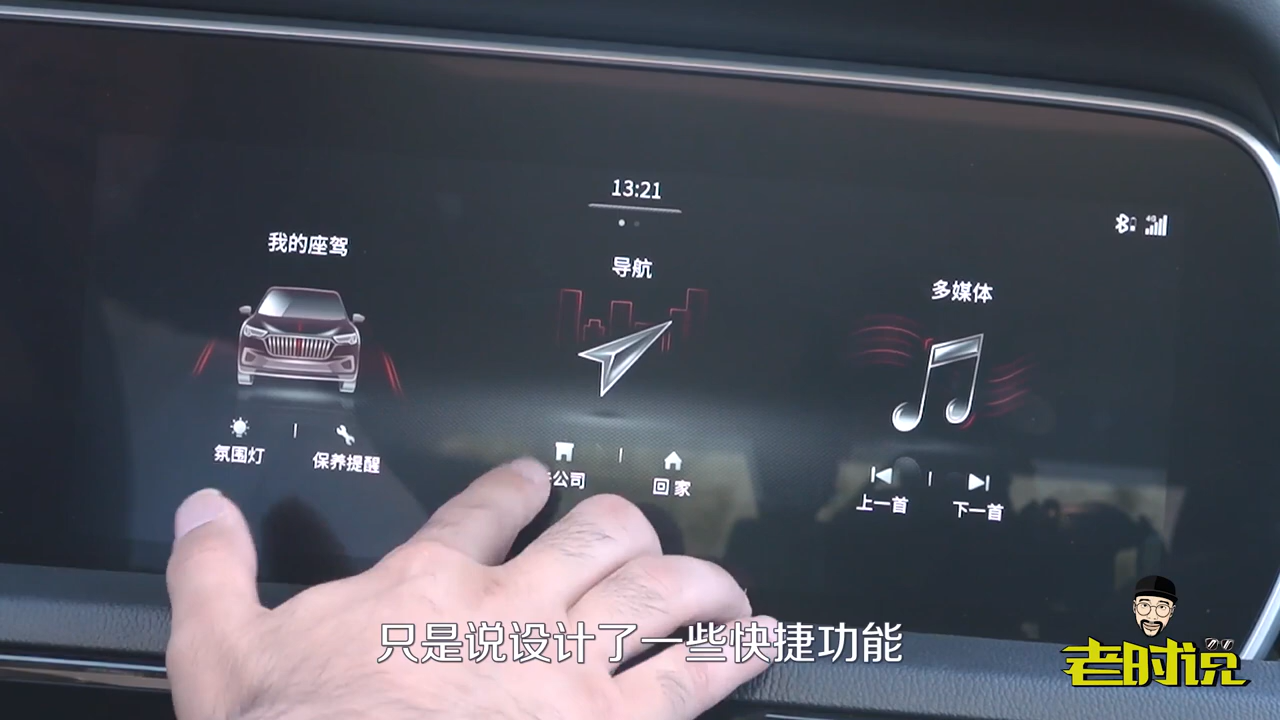 13:21
4G
我的座驾
导航
多媒体
氛围灯
保养提醒
公司
回家
上一首
下一首
只是说设计了一些快捷功能
老时说